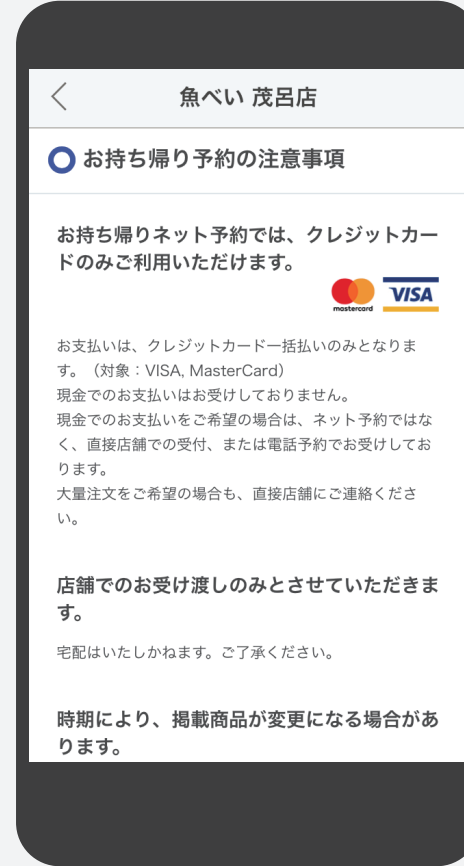 魚べい 茂呂店
お持ち帰り予約の注意事項
お持ち帰りネット予約では、クレジットカー
ドのみご利用いただけます。
mastercard VISA
お支払いは、クレジットカード一括払いのみとなりま
す。（対象：VISA, MasterCard）
現金でのお支払いはお受けしておりません。
現金でのお支払いをご希望の場合は、ネット予約ではな
く、直接店舗での受付、または電話予約でお受けしてお
ります。
大量注文をご希望の場合も、直接店舗にご連絡くださ
い。
店舗でのお受け渡しのみとさせていただきま
す。
宅配はいたしかねます。ご了承ください。
時期により、掲載商品が変更になる場合があ
ります。